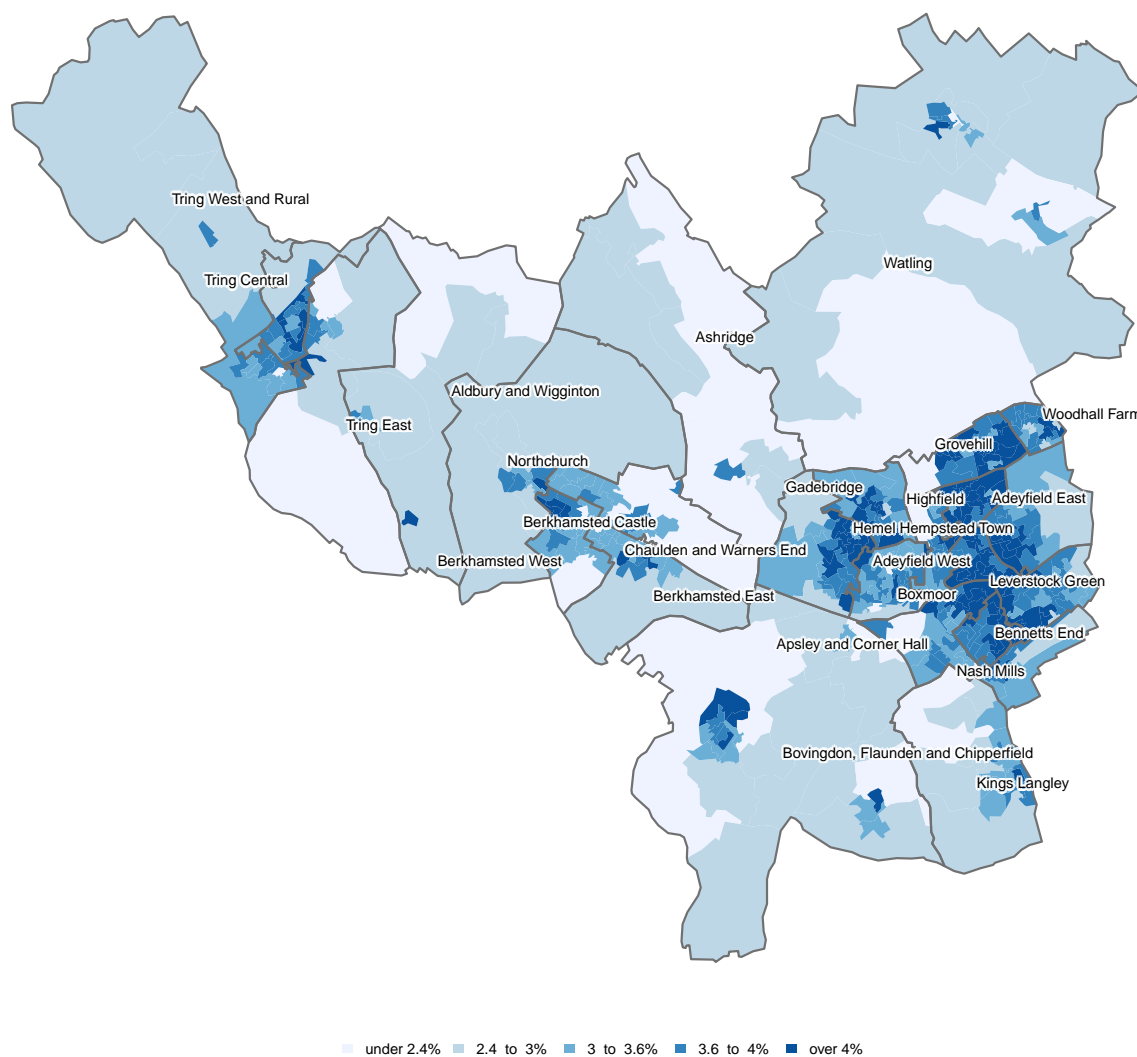 Tring West and Rural
Watling
Tring Central
Ashridge
Aldbury and Wigginton
Woodhall Farm
Tring East
Grovehill
Northchurch
Gadebridge
Highfield
Adeyfield East
Berkhamsted Castle
Hemel Hempstead Town
Chaulden and Warners End
Berkhamsted West
Adeyfield West
Leverstock Green
Berkhamsted East
Boxmoor
Bennetts End
Apsley and Corner Hall
Nash Mills
Bovingdon, Flaunden and Chipperfield
Kings Langley
under 2.4% 2.4 to 3% 3 to 3.6% 3.6 to 4% over 4%